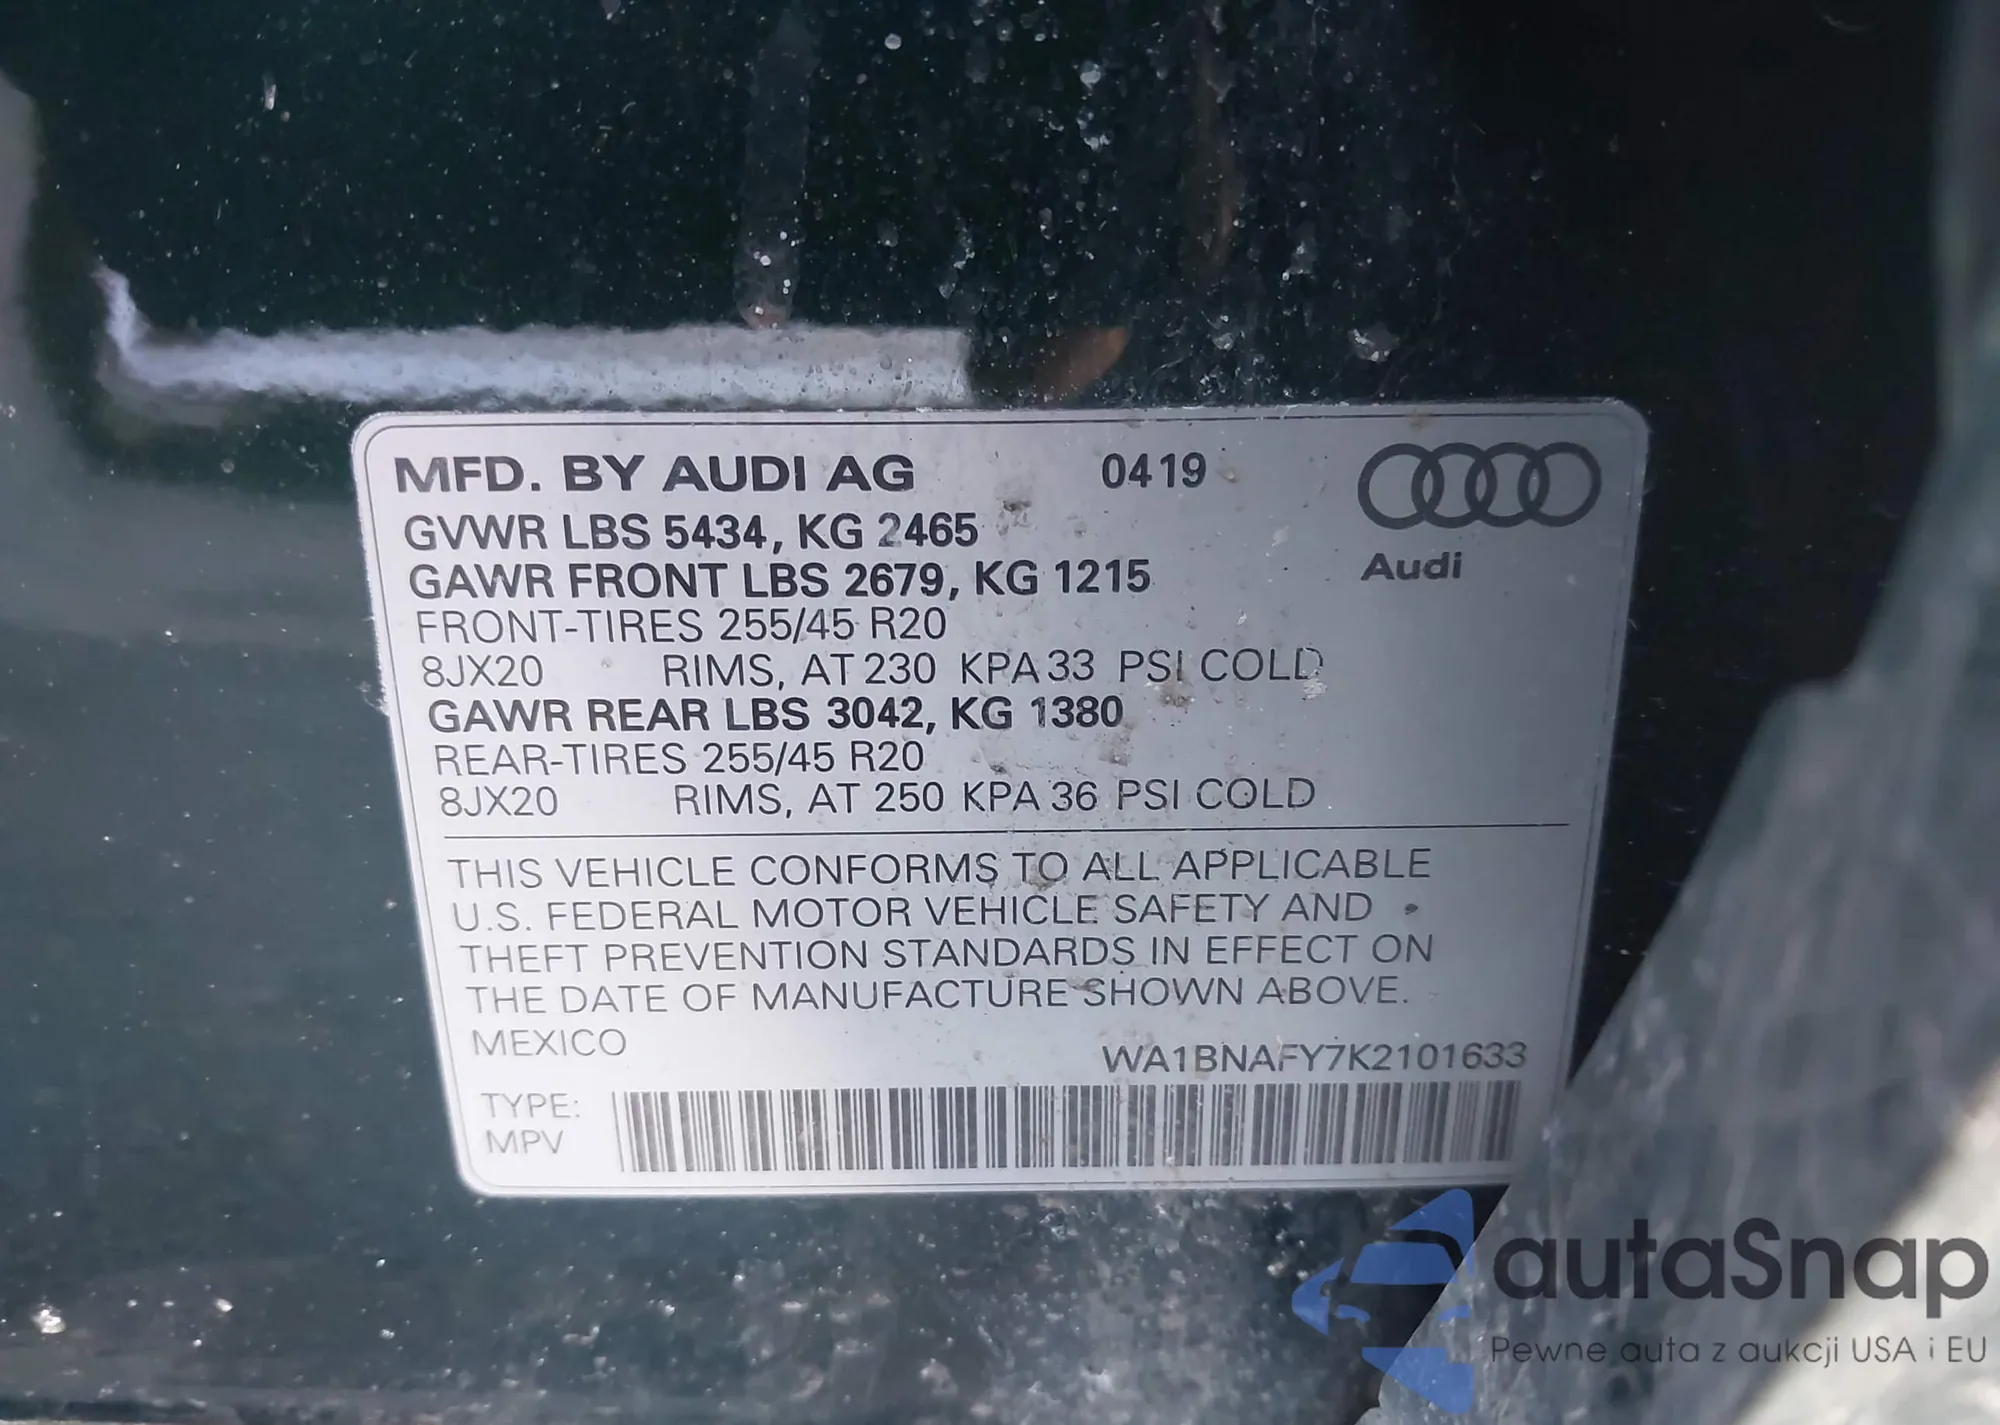 MFD. BY AUDI AG 0419
GVWR LBS 5434, KG 2465
GAWR FRONT LBS 2679, KG 1215
Audi
FRONT-TIRES 255/45 R20
8JX20 RIMS, AT 230 KPA 33 PSI COLD
GAWR REAR LBS 3042, KG 1380
REAR-TIRES 255/45 R20
8JX20 RIMS, AT 250 KPA 36 PSI COLD
THIS VEHICLE CONFORMS TO ALL APPLICABLE
U.S. FEDERAL MOTOR VEHICLE SAFETY AND
THEFT PREVENTION STANDARDS IN EFFECT ON
THE DATE OF MANUFACTURE SHOWN ABOVE.
MEXICO WA1BNAFY7K2101633
TYPE:
MPV
autaSnap
Pewne auta z aukcji USA i EU